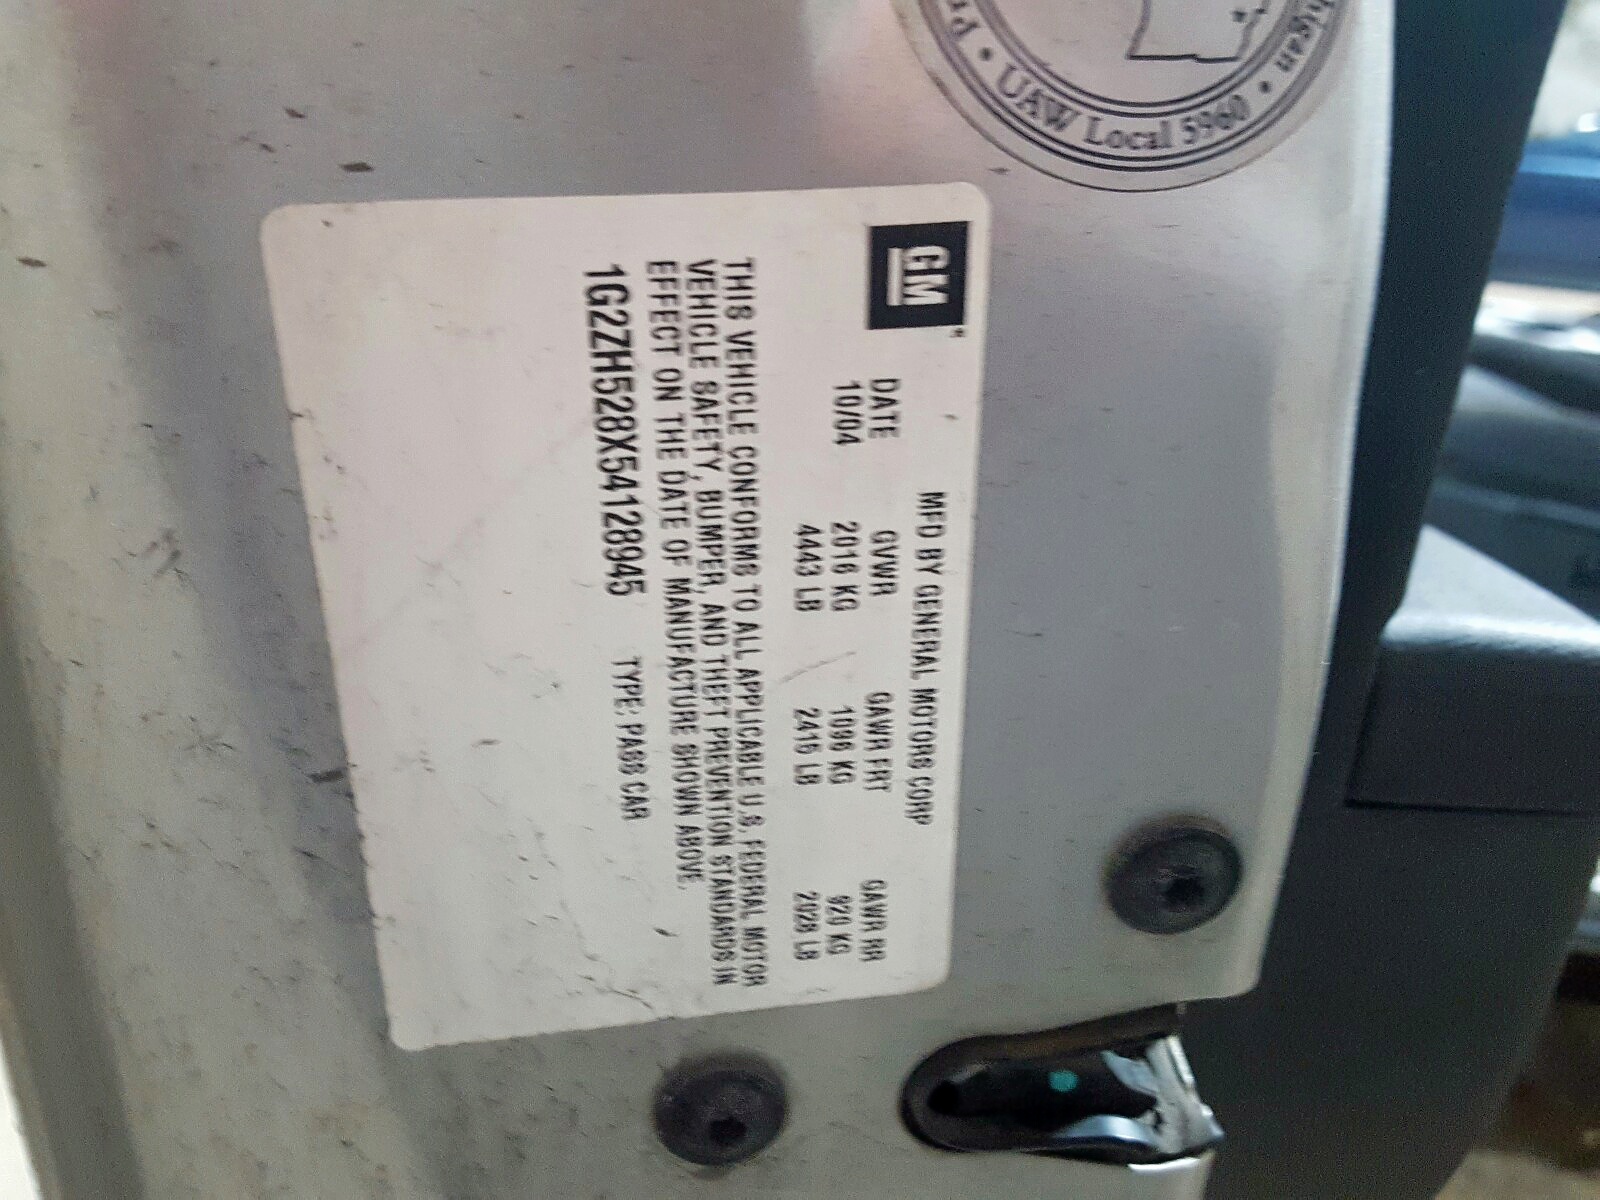 UAW Local 5960
GM
MFD BY GENERAL MOTORS CORP
DATE GVWR GAWR FRT GAWR RR
10/04 2016 KG 1096 KG 920 KG
4443 LB 2416 LB 2028 LB
THIS VEHICLE CONFORMS TO ALL APPLICABLE U.S. FEDERAL MOTOR
VEHICLE SAFETY, BUMPER, AND THEFT PREVENTION STANDARDS IN
EFFECT ON THE DATE OF MANUFACTURE SHOWN ABOVE.
1G2ZH528X54128945 TYPE: PASS CAR